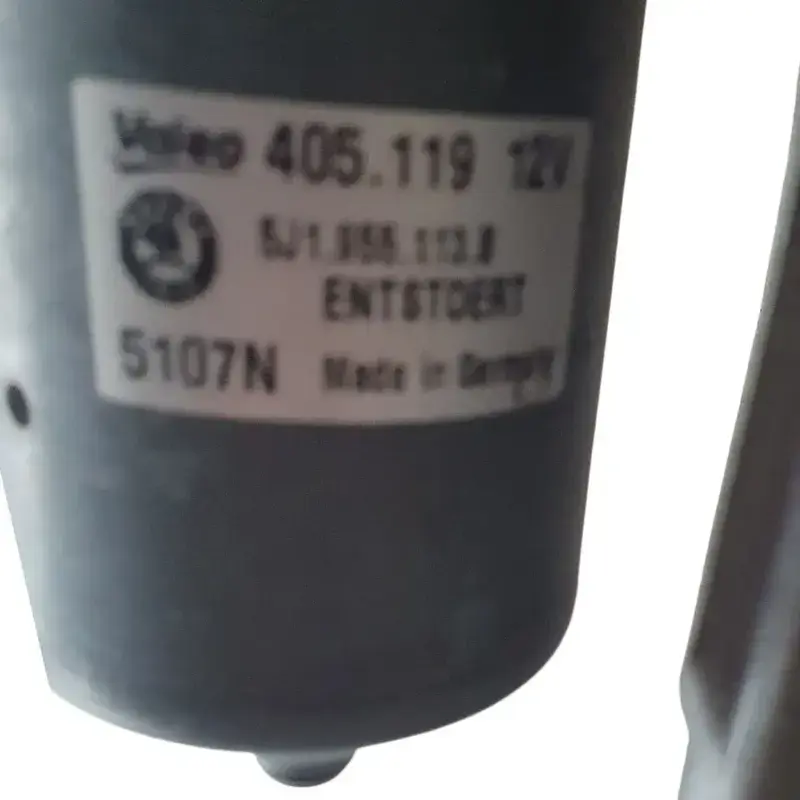 Valeo 405.119 12V
ENTSTOERT
5107N Made in Germany